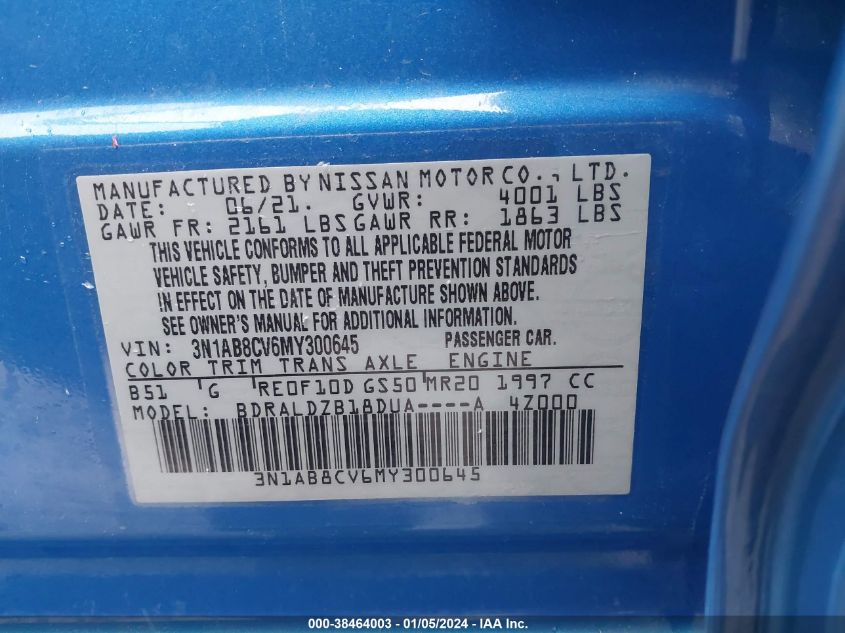 MANUFACTURED BY NISSAN MOTOR CO., LTD.
DATE: 06/21. GVWR: 4001 LBS
GAWR FR: 2161 LBS GAWR RR: 1863 LBS
THIS VEHICLE CONFORMS TO ALL APPLICABLE FEDERAL MOTOR
VEHICLE SAFETY, BUMPER AND THEFT PREVENTION STANDARDS
IN EFFECT ON THE DATE OF MANUFACTURE SHOWN ABOVE.
SEE OWNER'S MANUAL FOR ADDITIONAL INFORMATION.
VIN: 3N1AB8CV6MY300645 PASSENGER CAR.
COLOR TRIM TRANS AXLE ENGINE
B51 G RE0F10D GS50 MR20 1997 CC
MODEL: BDRALDZB18DUA----A 4Z000
3N1AB8CV6MY300645
000-38464003 - 01/05/2024 - IAA Inc.